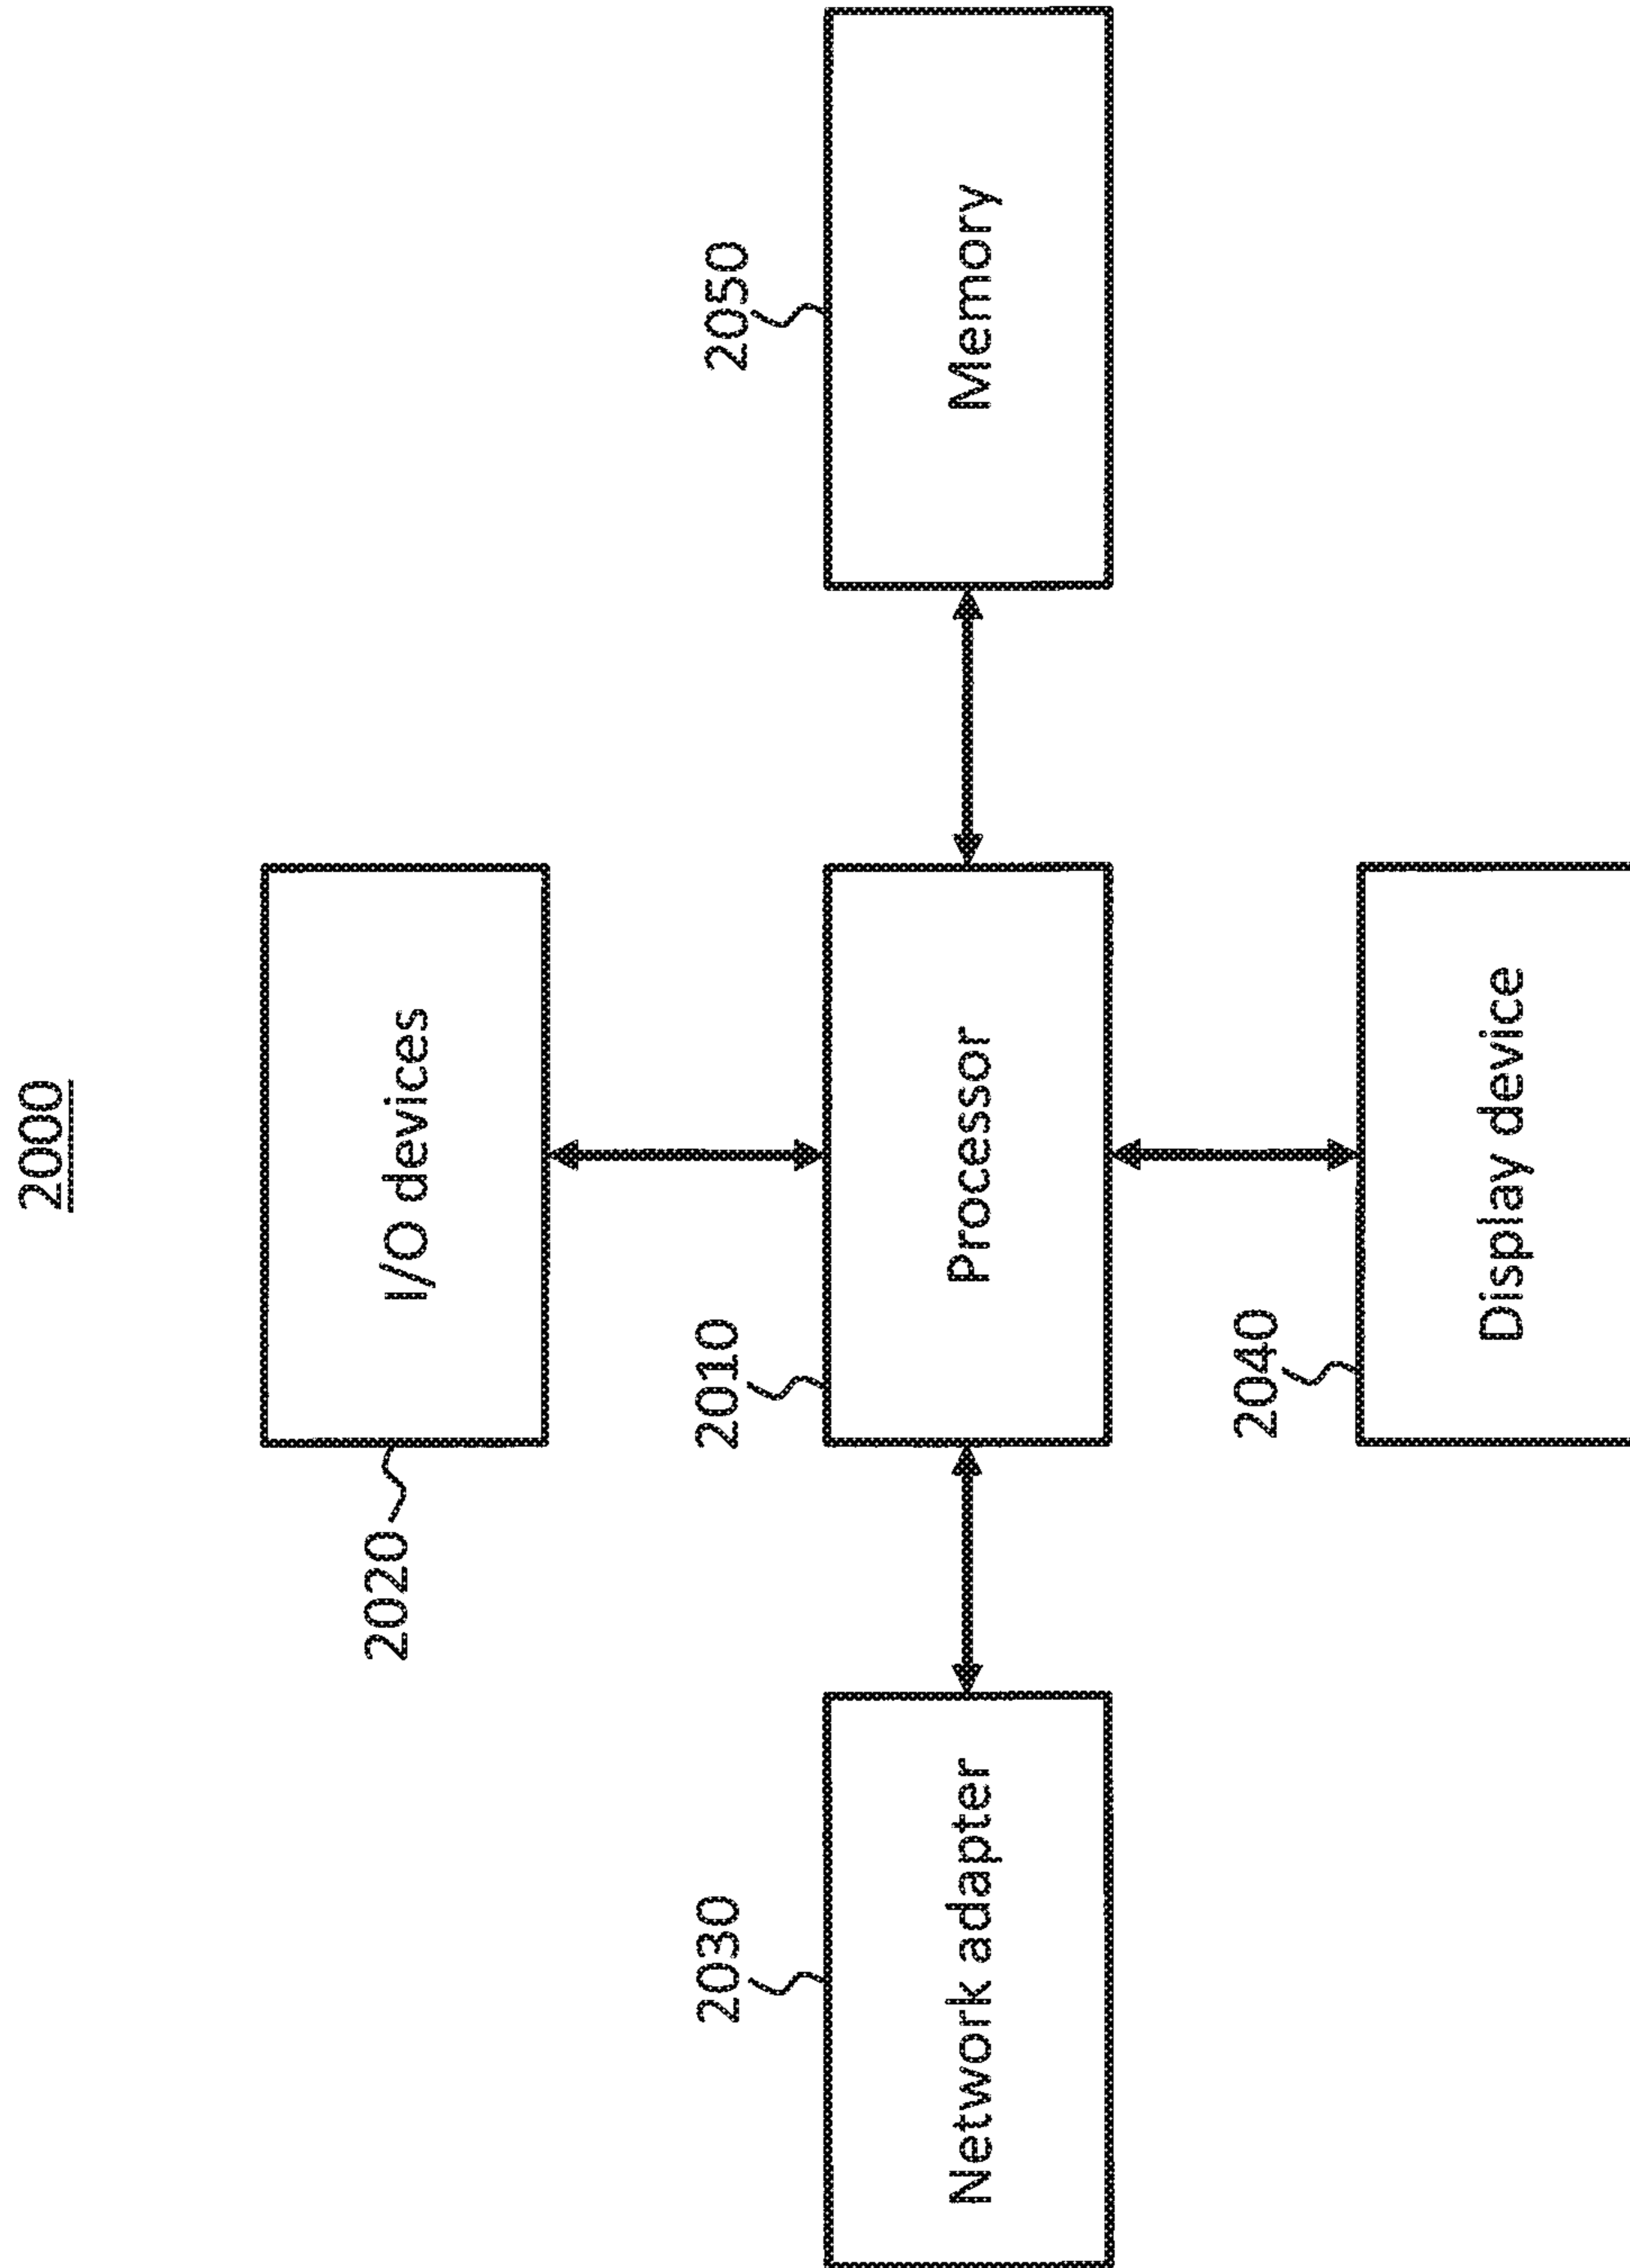 2000
2020
I/O devices
2030
Network adapter
2010
Processor
2050
Memory
2040
Display device